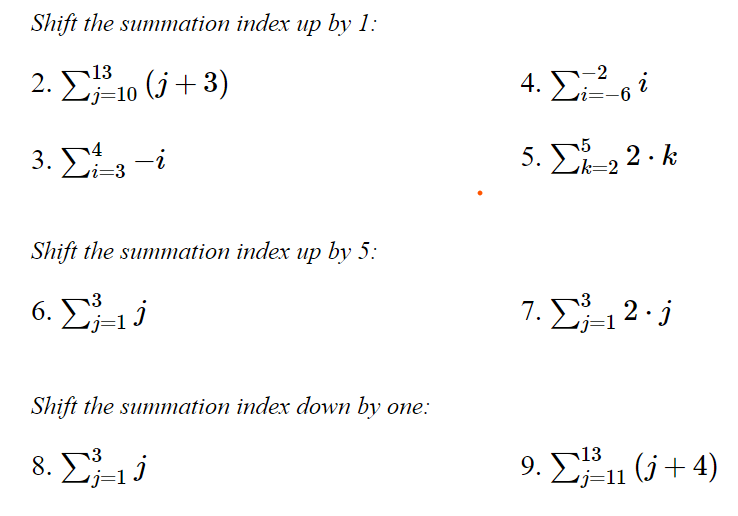 Shift the summation index up by 1:
2. $\sum_{j=10}^{13} (j+3)$ 4. $\sum_{i=-6}^{-2} i$
3. $\sum_{i=3}^{4} -i$ 5. $\sum_{k=2}^{5} 2 \cdot k$
Shift the summation index up by 5:
6. $\sum_{j=1}^{3} j$ 7. $\sum_{j=1}^{3} 2 \cdot j$
Shift the summation index down by one:
8. $\sum_{j=1}^{3} j$ 9. $\sum_{j=11}^{13} (j+4)$